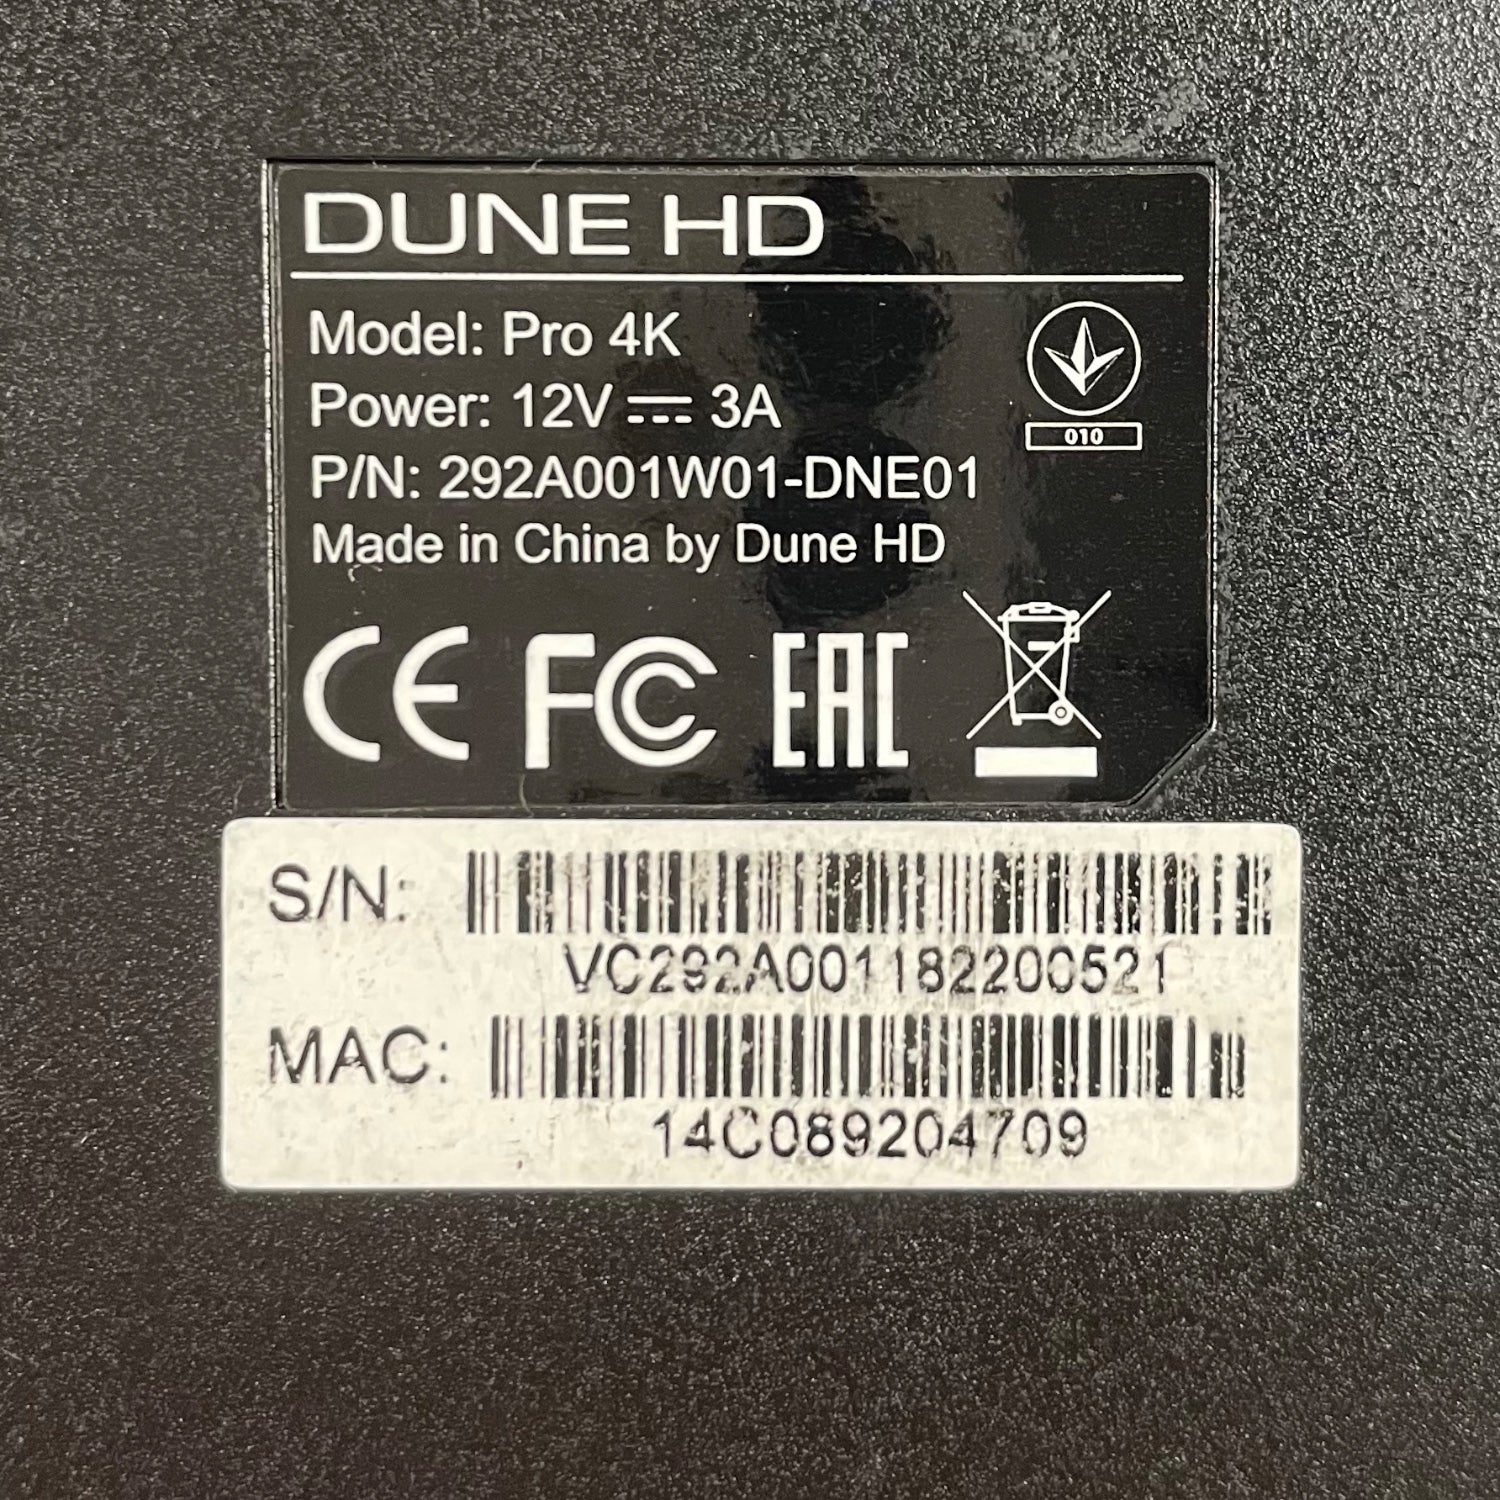 DUNE HD
Model: Pro 4K
Power: 12V ⎓ 3A
P/N: 292A001W01-DNE01
Made in China by Dune HD
010
CE FC EAC
S/N:
VC292A001182200521
MAC:
14C089204709